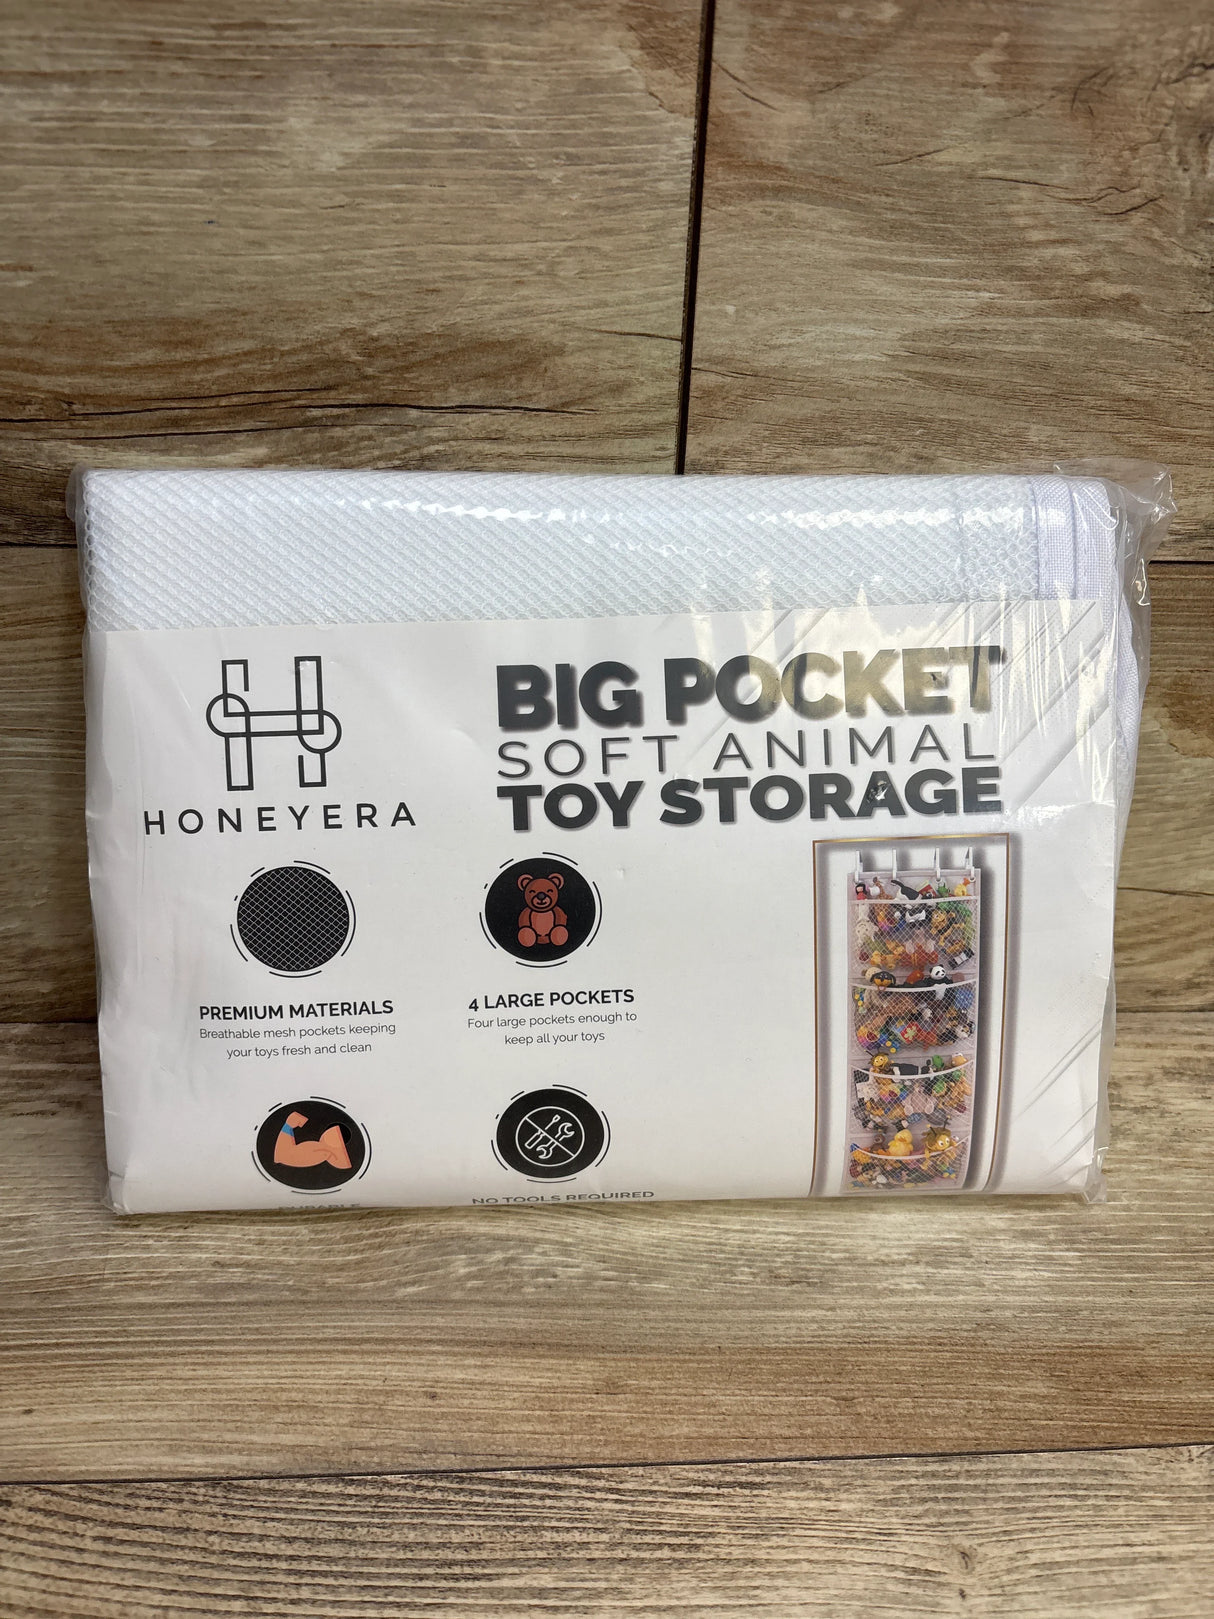 HONEYERA
BIG POCKET
SOFT ANIMAL
TOY STORAGE
PREMIUM MATERIALS
Breathable mesh pockets keeping
your toys fresh and clean
4 LARGE POCKETS
Four large pockets enough to
keep all your toys
DURABLE
NO TOOLS REQUIRED